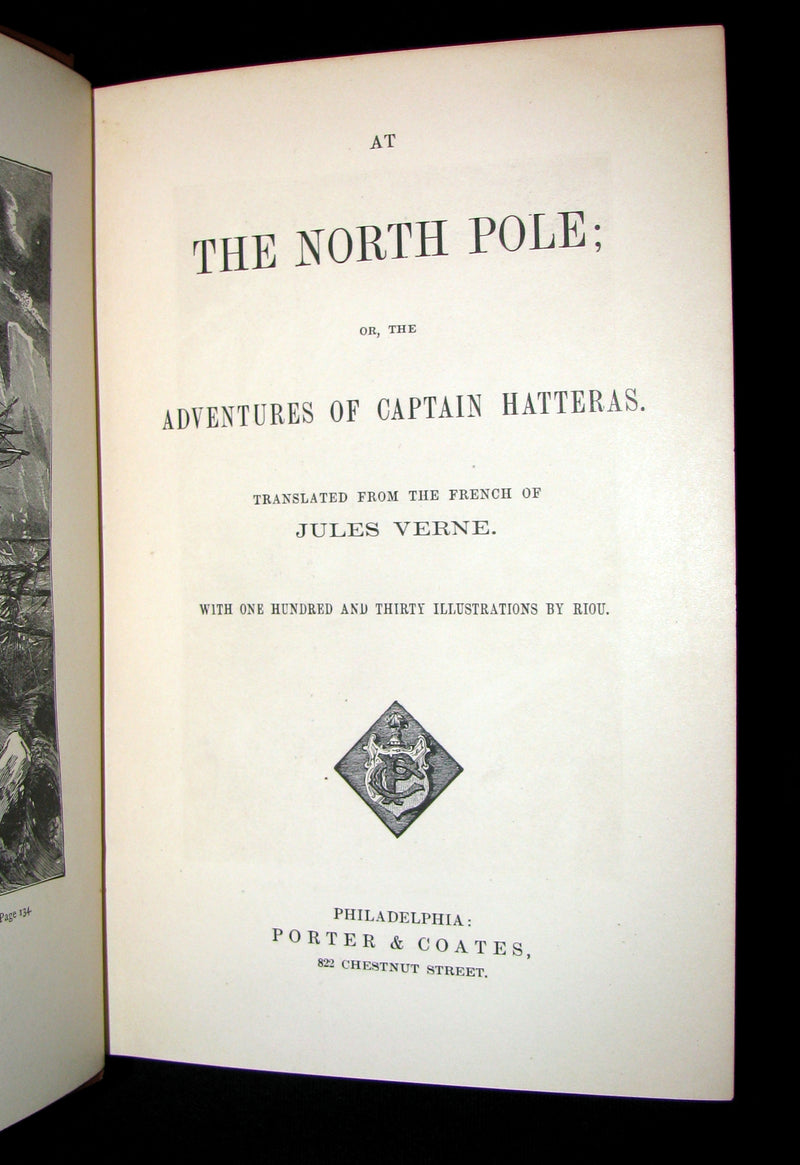 Page 134
AT
THE NORTH POLE;
OR, THE
ADVENTURES OF CAPTAIN HATTERAS.
TRANSLATED FROM THE FRENCH OF
JULES VERNE.
WITH ONE HUNDRED AND THIRTY ILLUSTRATIONS BY RIOU.
PHILADELPHIA:
PORTER & COATES,
822 CHESTNUT STREET.